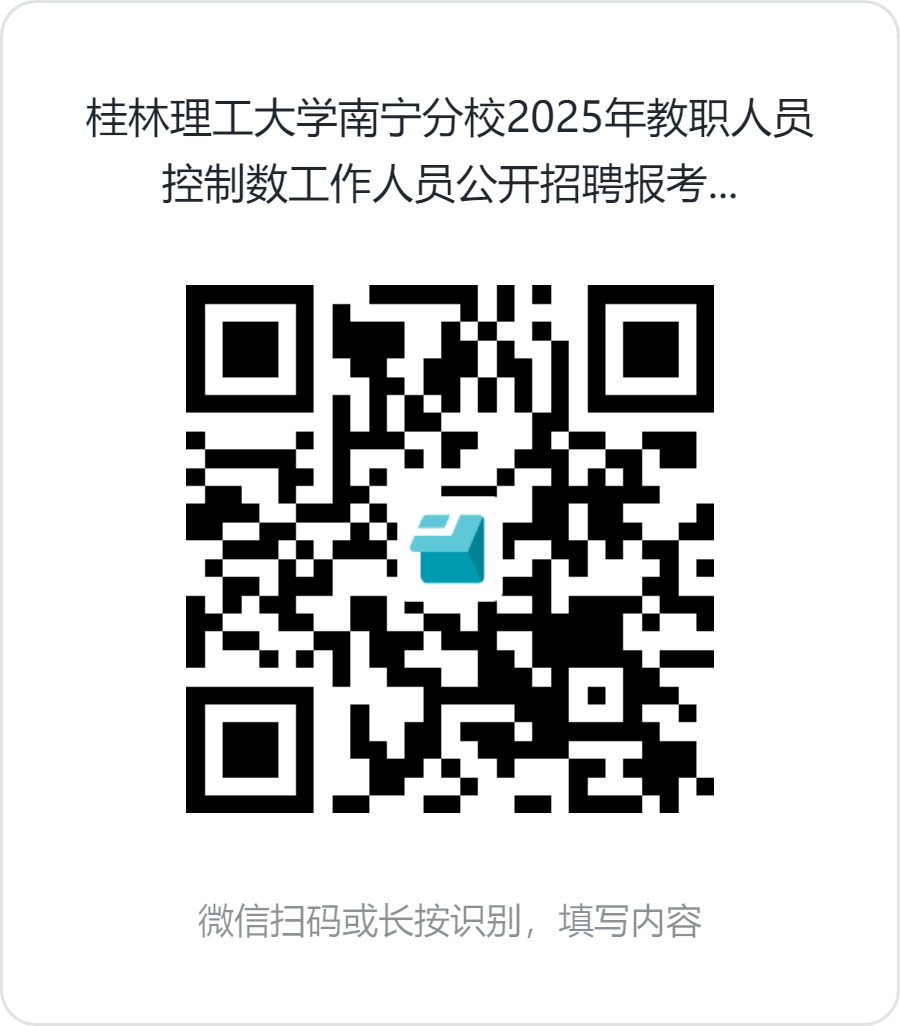 桂林理工大学南宁分校2025年教职人员
控制数工作人员公开招聘报考...
微信扫码或长按识别，填写内容